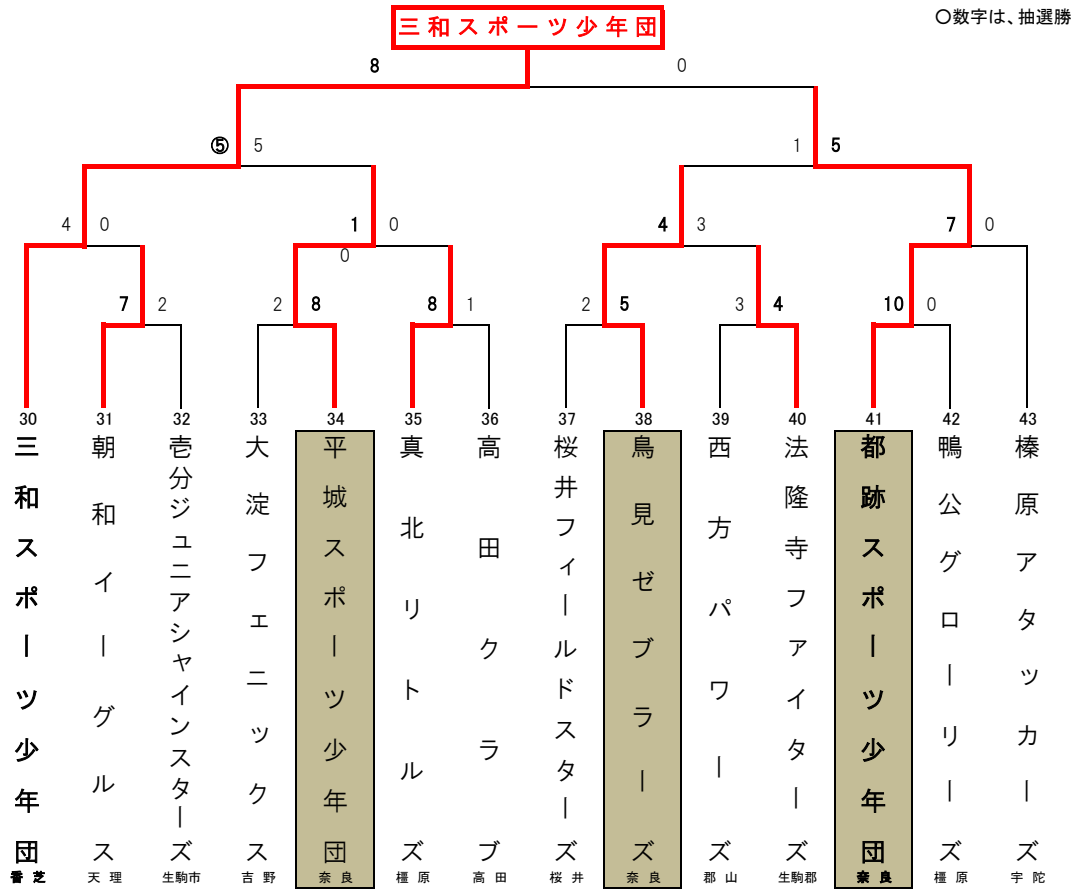 〇数字は、抽選勝
三和スポーツ少年団
8 0
⑤ 5 1 5
4 0 1 0 4 3 7 0
0
7 2 2 8 8 1 2 5 3 4 10 0
30 31 32 33 34 35 36 37 38 39 40 41 42 43
三和スポーツ少年団
香芝
朝和イーグルス
天理
壱分ジュニアシャインスターズ
生駒市
大淀フェニックス
吉野
平城スポーツ少年団
奈良
真北リトルズ
橿原
高田クラブ
高田
桜井フィールドスターズ
桜井
鳥見ゼブラーズ
奈良
西方パワーズ
郡山
法隆寺ファイターズ
生駒郡
都跡スポーツ少年団
奈良
鴨公グローリーズ
橿原
榛原アタッカーズ
宇陀